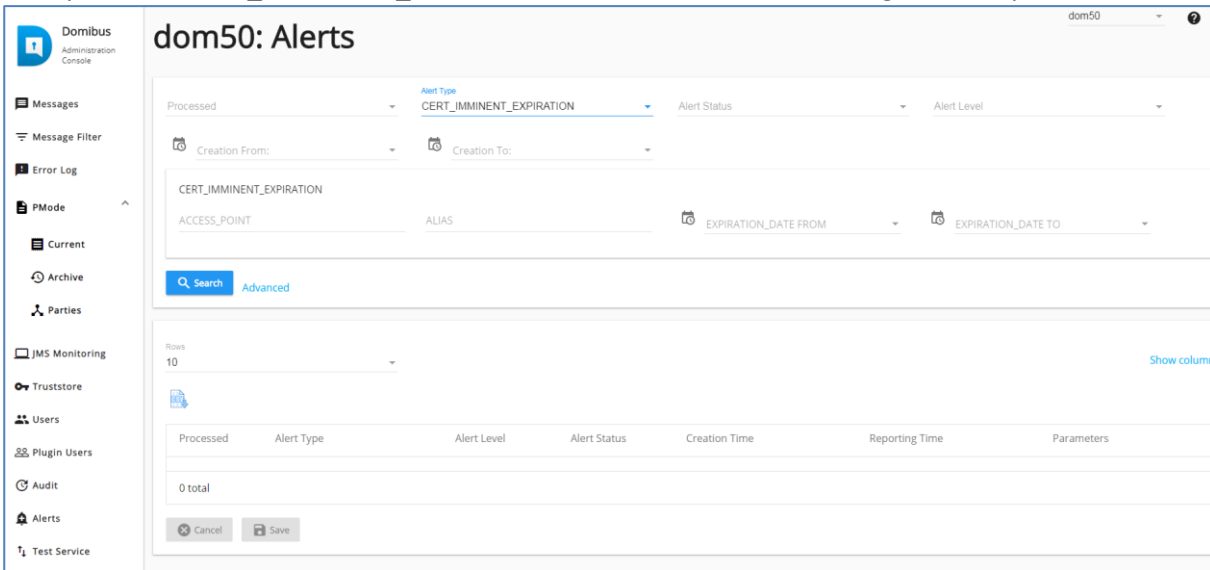 dom50
Domibus
Administration
Console
dom50: Alerts
Messages
Message Filter
Error Log
PMode
Current
Archive
Parties
JMS Monitoring
Truststore
Users
Plugin Users
Audit
Alerts
Test Service
Alert Type
Processed
CERT_IMMINENT_EXPIRATION
Alert Status
Alert Level
Creation From:
Creation To:
CERT_IMMINENT_EXPIRATION
ACCESS_POINT
ALIAS
EXPIRATION_DATE FROM
EXPIRATION_DATE TO
Search
Advanced
Rows
10
Show colum
Processed
Alert Type
Alert Level
Alert Status
Creation Time
Reporting Time
Parameters
0 total
Cancel
Save